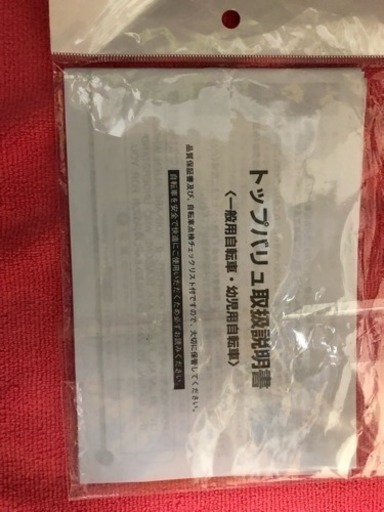 トップバリュ取扱説明書
〈一般用自転車・幼児用自転車〉
品質保証書及び、自転車点検チェックリスト付ですので、大切に保管してください。
自転車を安全で快適にご使用いただくため必ずお読みください。